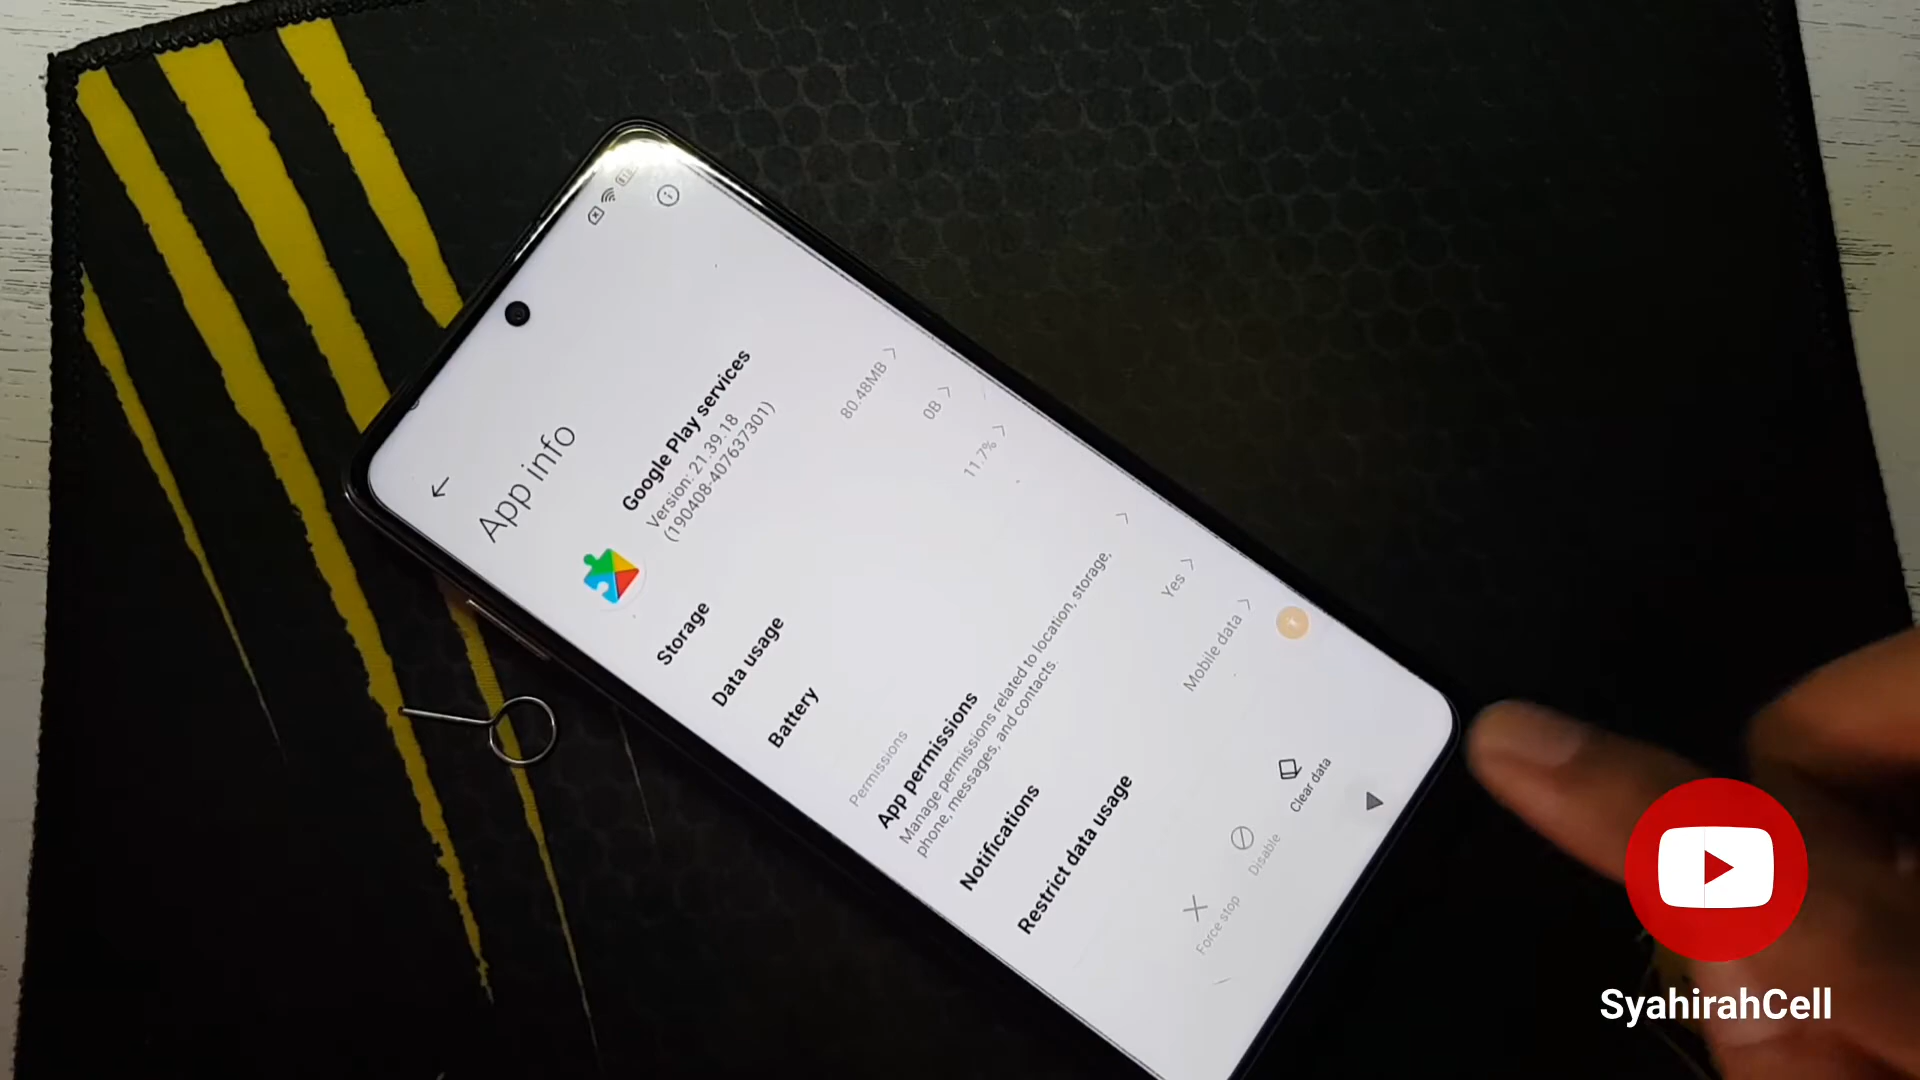 App info
Google Play services
Version: 21.39.18
(190408-407637301)
Storage
80.48MB
Data usage
0B
Battery
11.7%
Permissions
App permissions
Manage permissions related to location, storage,
phone, messages, and contacts.
Notifications
Yes
Restrict data usage
Mobile data
Force stop
Disable
Clear data
SyahirahCell